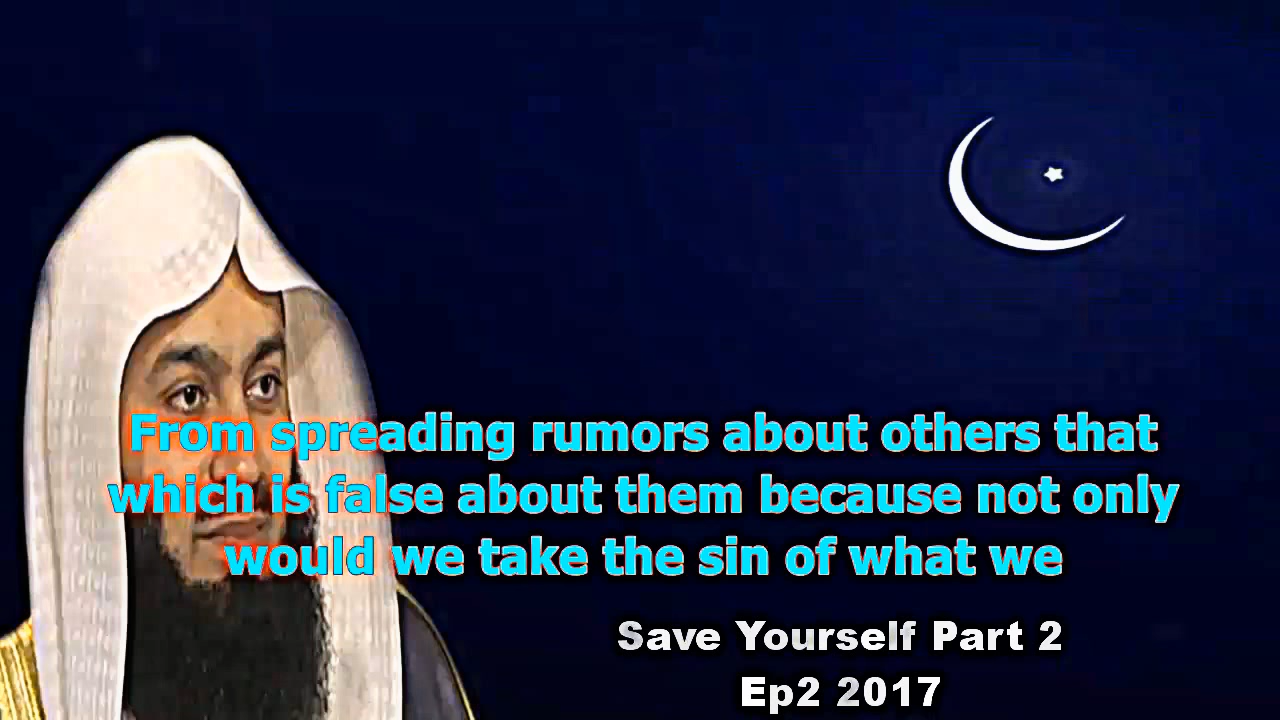 From spreading rumors about others that
which is false about them because not only
would we take the sin of what we
Save Yourself Part 2
Ep2 2017